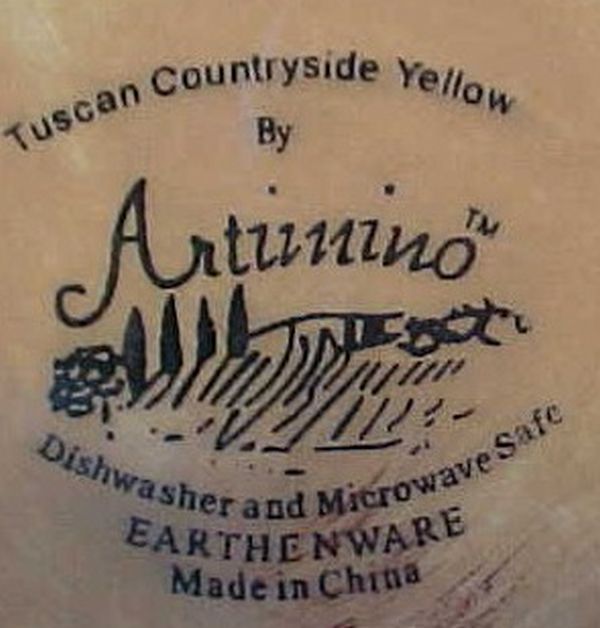 Tuscan Countryside Yellow
By
Artimino™
Dishwasher and Microwave Safe
EARTHENWARE
Made in China